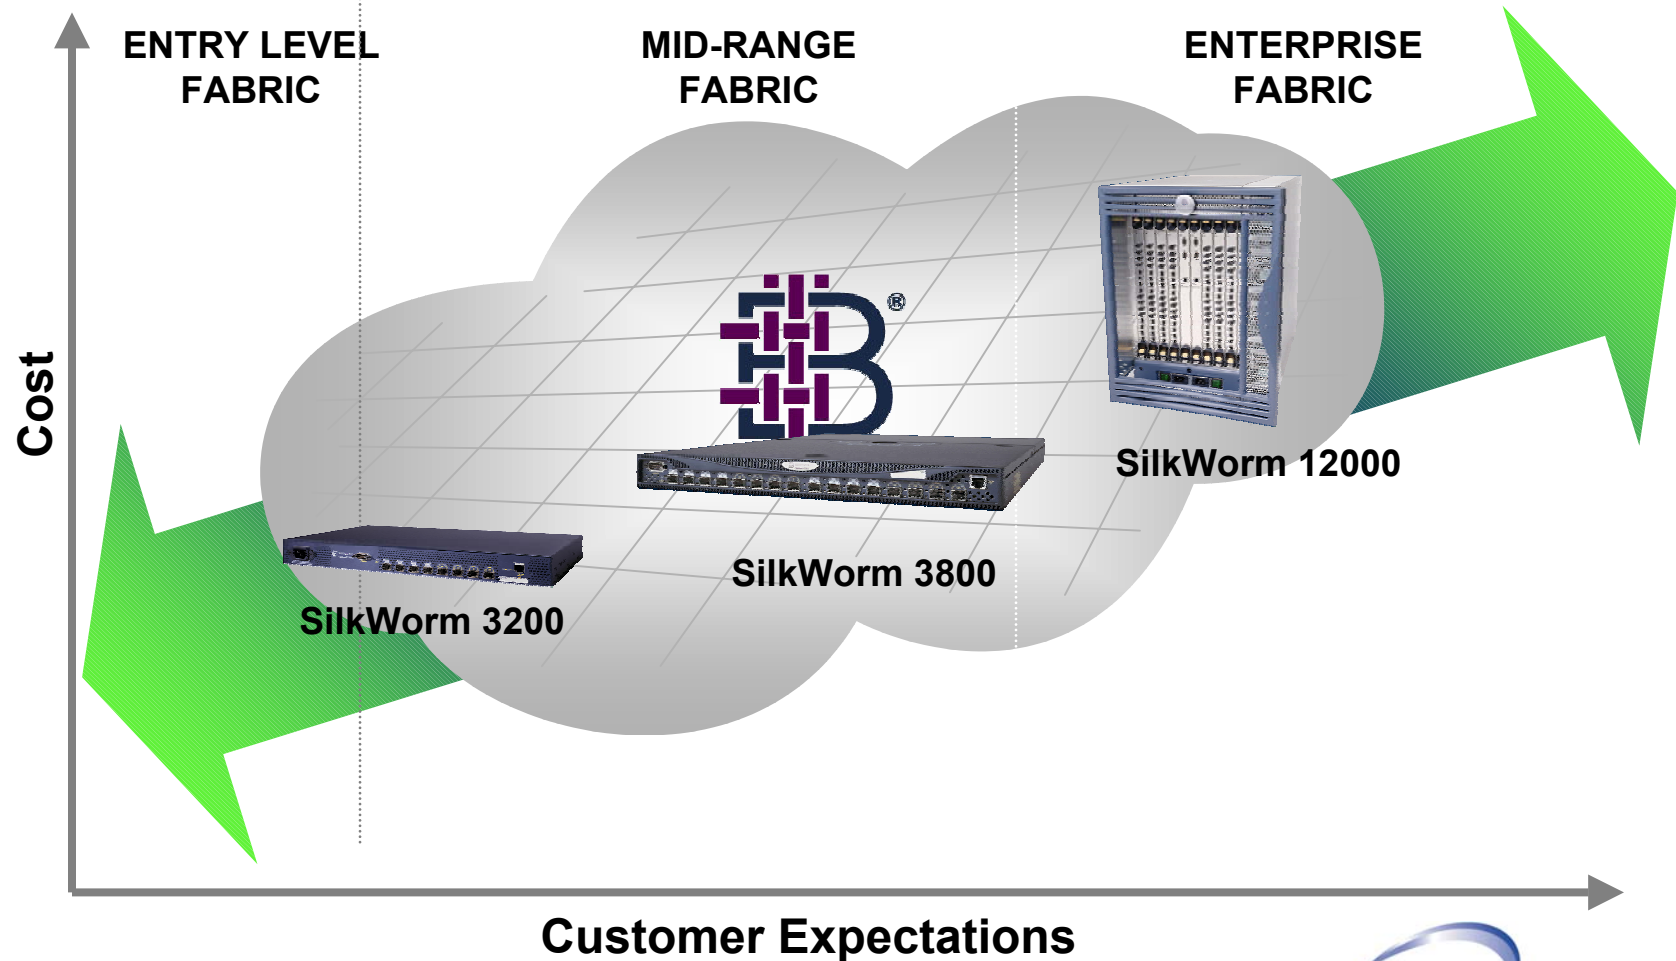 ENTRY LEVEL
FABRIC
MID-RANGE
FABRIC
ENTERPRISE
FABRIC
Cost
B®
SilkWorm 12000
SilkWorm 3800
SilkWorm 3200
Customer Expectations